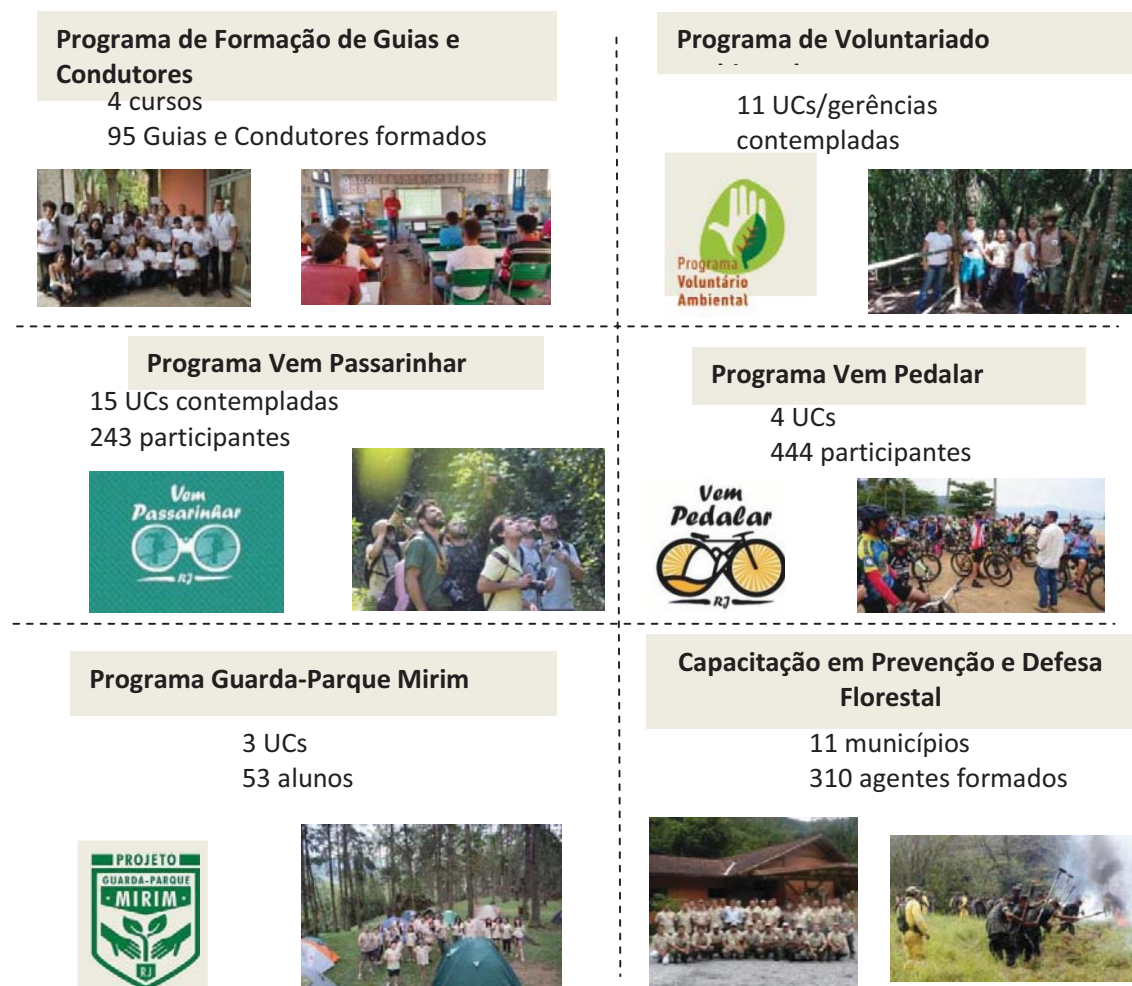 Programa de Formação de Guias e
Condutores
4 cursos
95 Guias e Condutores formados
Programa de Voluntariado
11 UCs/gerências
contempladas
Programa
Voluntário
Ambiental
Programa Vem Passarinhar
15 UCs contempladas
243 participantes
Vem
Passarinhar
RJ
Programa Vem Pedalar
4 UCs
444 participantes
Vem
Pedalar
RJ
Programa Guarda-Parque Mirim
3 UCs
53 alunos
PROJETO
GUARDA-PARQUE
MIRIM
RJ
Capacitação em Prevenção e Defesa
Florestal
11 municípios
310 agentes formados